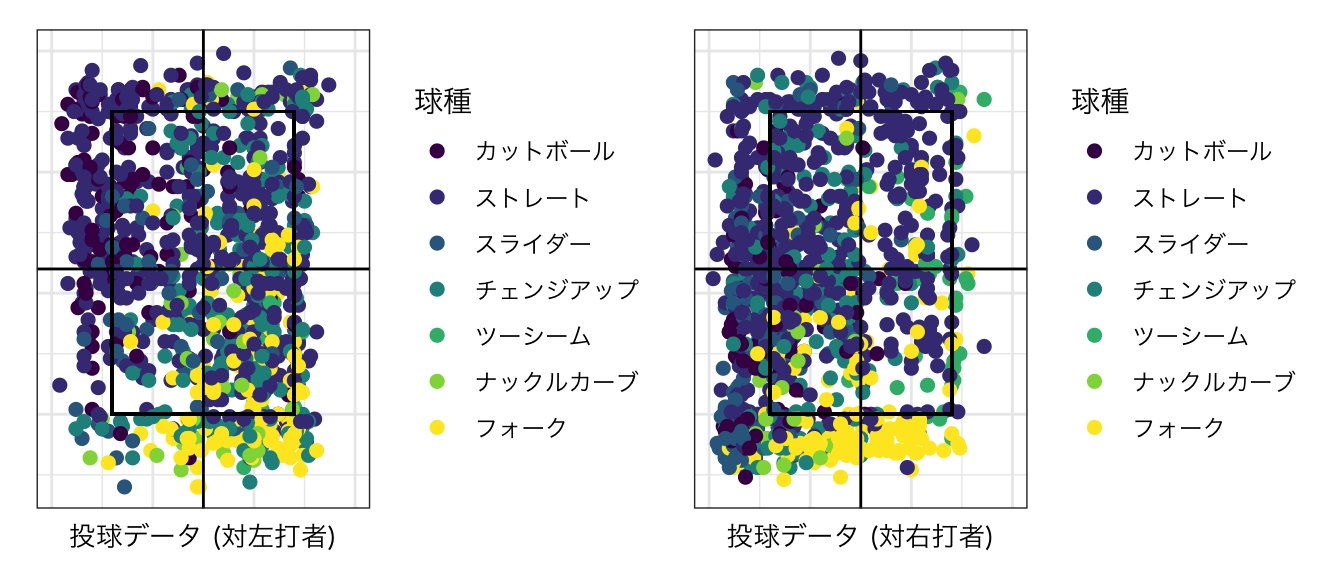 球種
カットボール
ストレート
スライダー
チェンジアップ
ツーシーム
ナックルカーブ
フォーク
投球データ (対左打者)
球種
カットボール
ストレート
スライダー
チェンジアップ
ツーシーム
ナックルカーブ
フォーク
投球データ (対右打者)